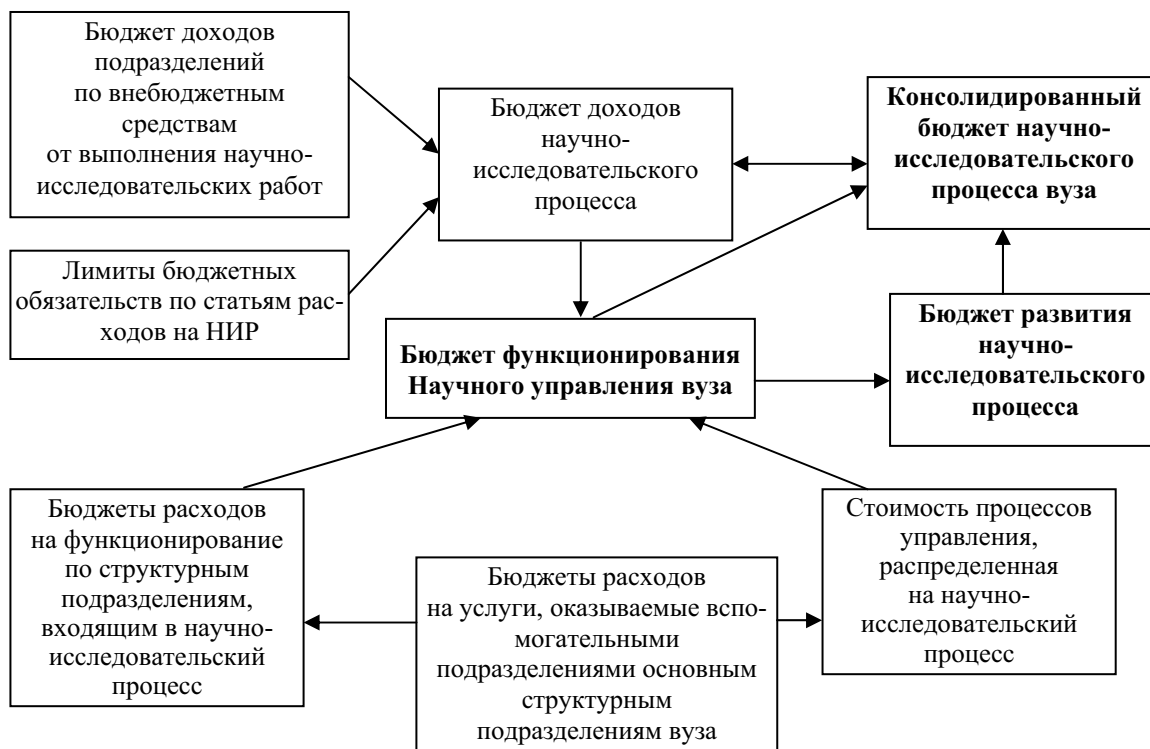 Бюджет доходов
подразделений
по внебюджетным
средствам
от выполнения научно-
исследовательских работ
Бюджет доходов
научно-
исследовательского
процесса
Консолидированный
бюджет научно-
исследовательского
процесса вуза
Лимиты бюджетных
обязательств по статьям рас-
ходов на НИР
Бюджет функционирования
Научного управления вуза
Бюджет развития
научно-
исследовательского
процесса
Бюджеты расходов
на функционирование
по структурным
подразделениям,
входящим в научно-
исследовательский
процесс
Бюджеты расходов
на услуги, оказываемые вспо-
могательными
подразделениями основным
структурным
подразделениям вуза
Стоимость процессов
управления,
распределенная
на научно-
исследовательский
процесс